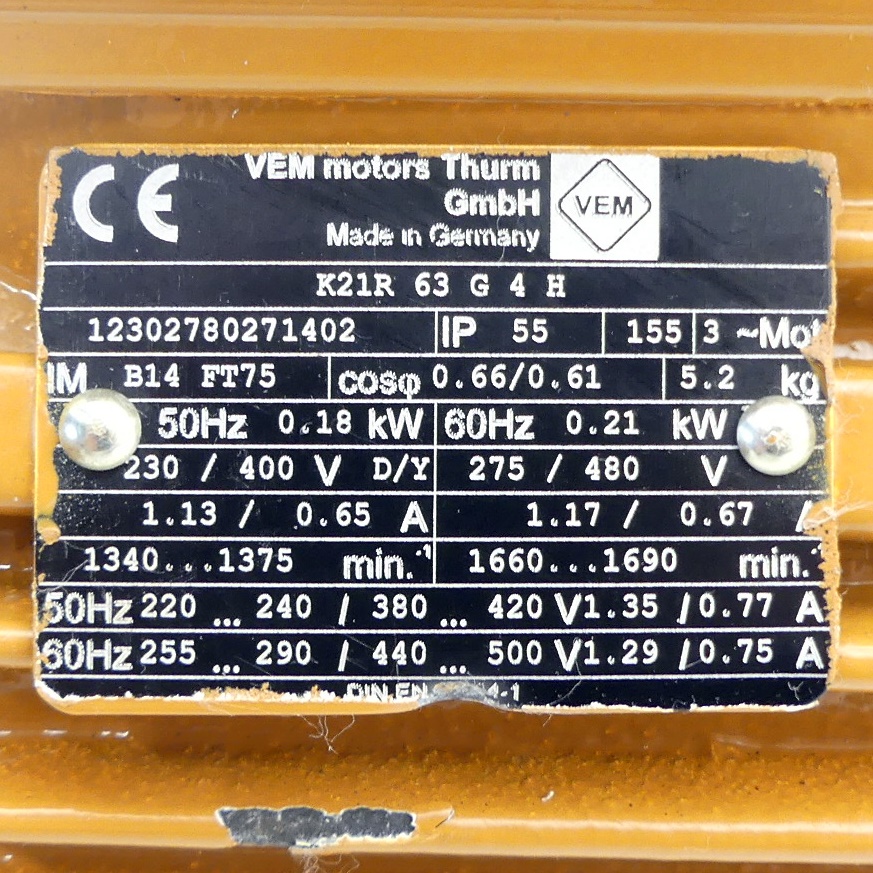 CE VEM motors Thurm
GmbH
Made in Germany
VEM
K21R 63 G 4 H
12302780271402 IP 55 155 3 ~Mot
IM B14 FT75 cosφ 0.66/0.61 5.2 kg
50Hz 0.18 kW 60Hz 0.21 kW
230 / 400 V D/Y 275 / 480 V
1.13 / 0.65 A 1.17 / 0.67
1340...1375 min.⁻¹ 1660...1690 min.⁻
50Hz 220 ... 240 / 380 ... 420 V 1.35 / 0.77 A
60Hz 255 ... 290 / 440 ... 500 V 1.29 / 0.75 A
DIN EN